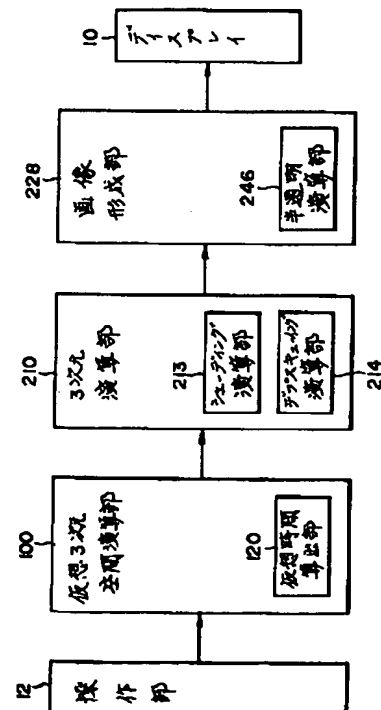 12
操作部
100
仮想3次元
空間演算部
120
仮想時間
算出部
210
3次元
演算部
213
シェーディング
演算部
デプスキューイング
演算部
214
228
画像
形成部
246
半透明
演算部
10
ディスプレイ